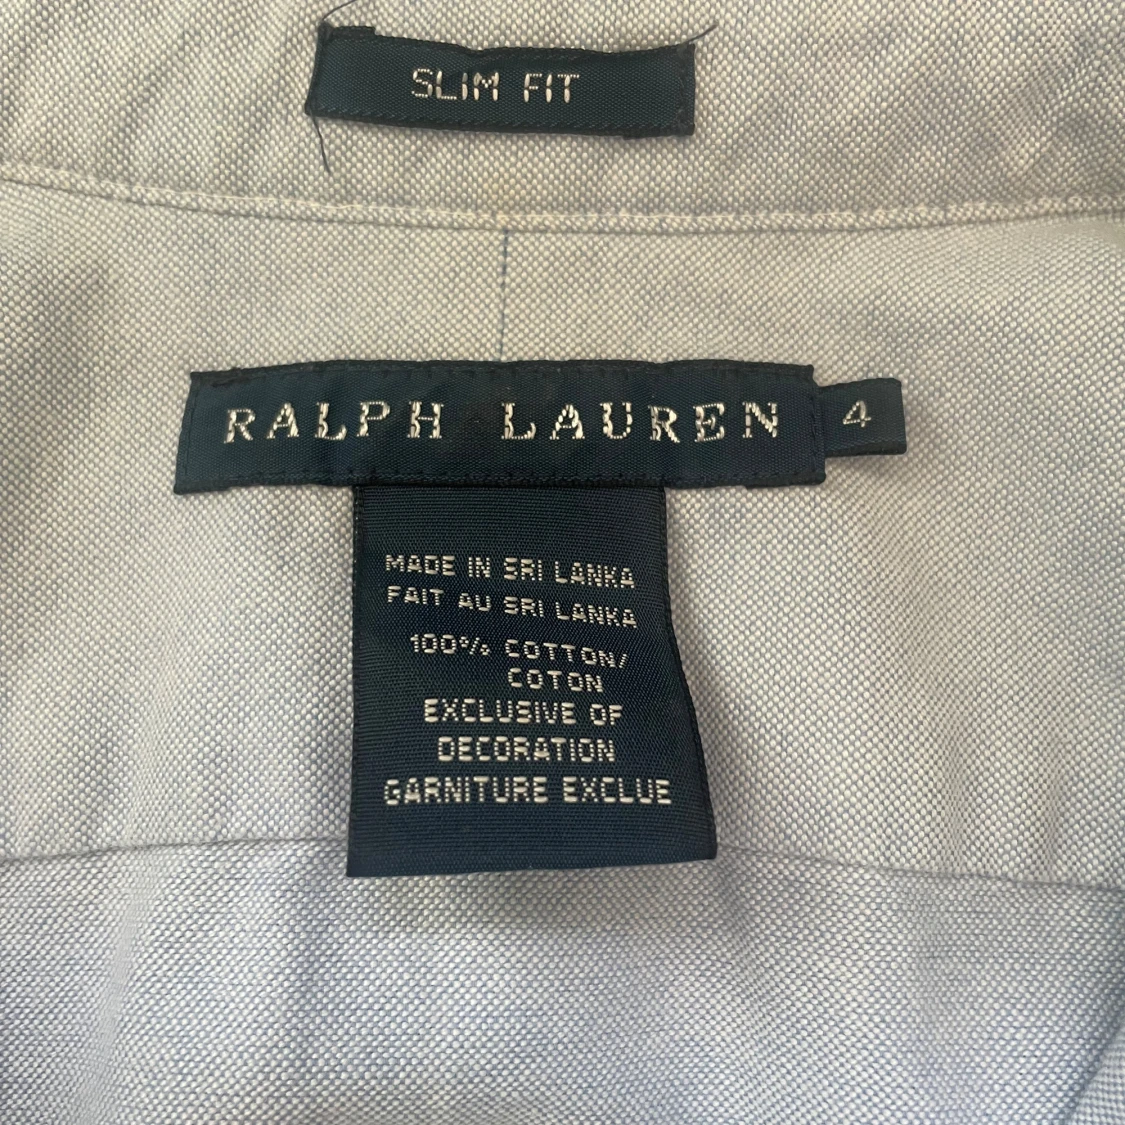 SLIM FIT
RALPH LAUREN 4
MADE IN SRI LANKA
FAIT AU SRI LANKA
100% COTTON/
COTON
EXCLUSIVE OF
DECORATION
GARNITURE EXCLUE